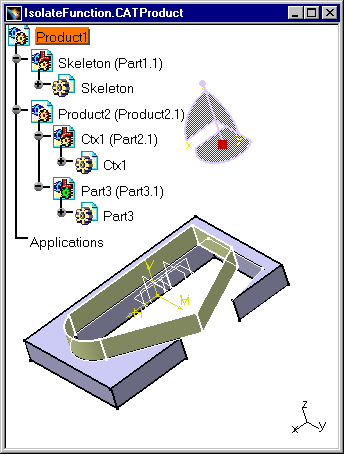 IsolateFunction.CATProduct
Product1
Skeleton (Part1.1)
Skeleton
Product2 (Product2.1)
Ctx1 (Part2.1)
Ctx1
Part3 (Part3.1)
Part3
Applications
x
y
H
z
x
y